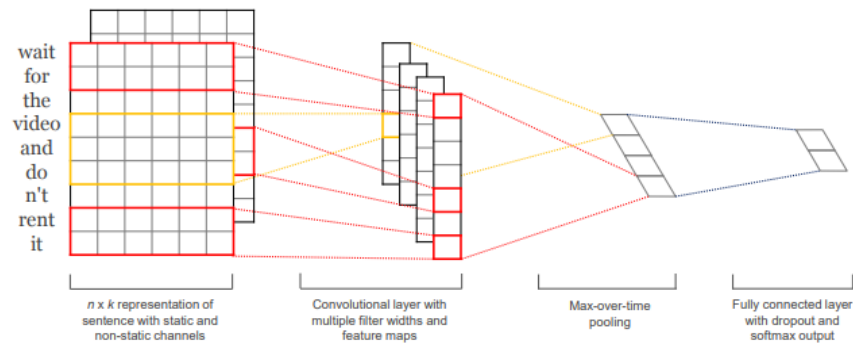 wait
for
the
video
and
do
n't
rent
it
n x k representation of
sentence with static and
non-static channels
Convolutional layer with
multiple filter widths and
feature maps
Max-over-time
pooling
Fully connected layer
with dropout and
softmax output